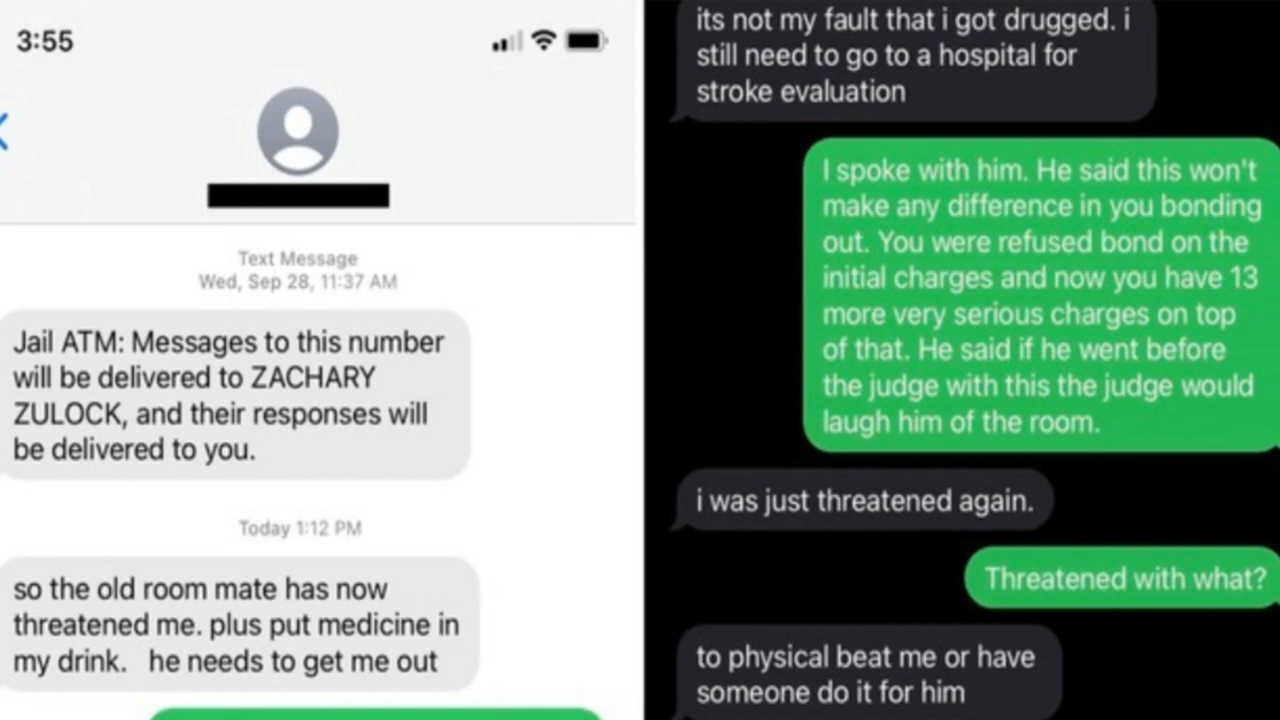 3:55
Text Message
Wed, Sep 28, 11:37 AM
Jail ATM: Messages to this number
will be delivered to ZACHARY
ZULOCK, and their responses will
be delivered to you.
Today 1:12 PM
so the old room mate has now
threatened me. plus put medicine in
my drink. he needs to get me out
its not my fault that i got drugged. i
still need to go to a hospital for
stroke evaluation
I spoke with him. He said this won't
make any difference in you bonding
out. You were refused bond on the
initial charges and now you have 13
more very serious charges on top
of that. He said if he went before
the judge with this the judge would
laugh him of the room.
i was just threatened again.
Threatened with what?
to physical beat me or have
someone do it for him